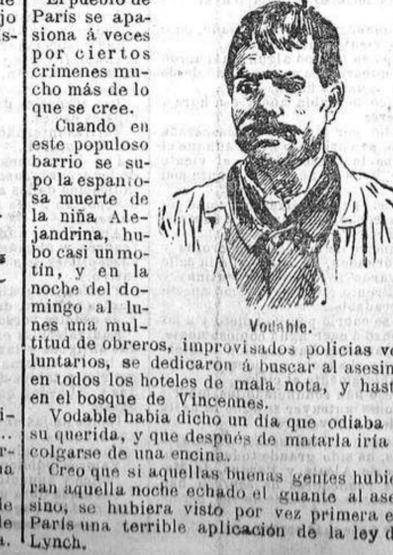 El pueblo de
París se apa-
siona á veces
por ciertos
crímenes mu-
cho más de lo
que se cree.
Cuando en
este populoso
barrio se su-
po la espanto-
sa muerte de
la niña Ale-
jandrina, hu-
bo casi un mo-
tín, y en la
noche del do-
mingo al lu-
nes una mul-
titud de obreros, improvisados policias v
luntarios, se dedicaron á buscar al asesin
en todos los hoteles de mala nota, y hast
en el bosque de Vincennes.
Vodable.
Vodable había dicho un día que odiaba
su querida, y que después de matarla iría
colgarse de una encina.
Creo que si aquellas buenas gentes hubie
ran aquella noche echado el guante al ase
sino, se hubiera visto por vez primera e
París una terrible aplicación de la ley d
Lynch.